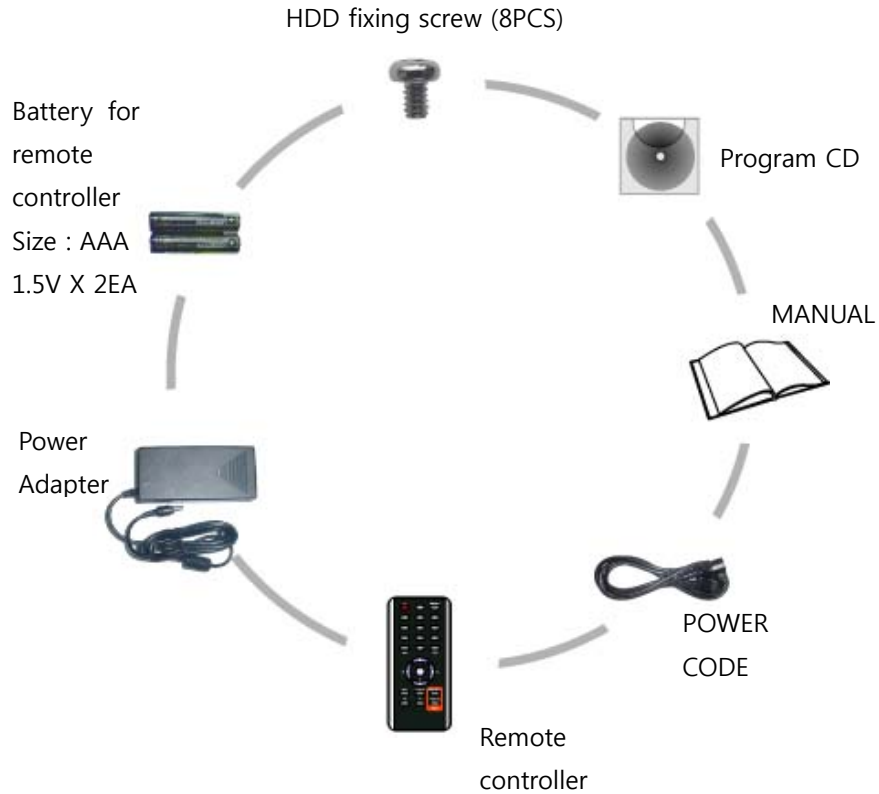 HDD fixing screw (8PCS)
Battery for
remote
controller
Size : AAA
1.5V X 2EA
Program CD
MANUAL
Power
Adapter
POWER
CODE
Remote
controller